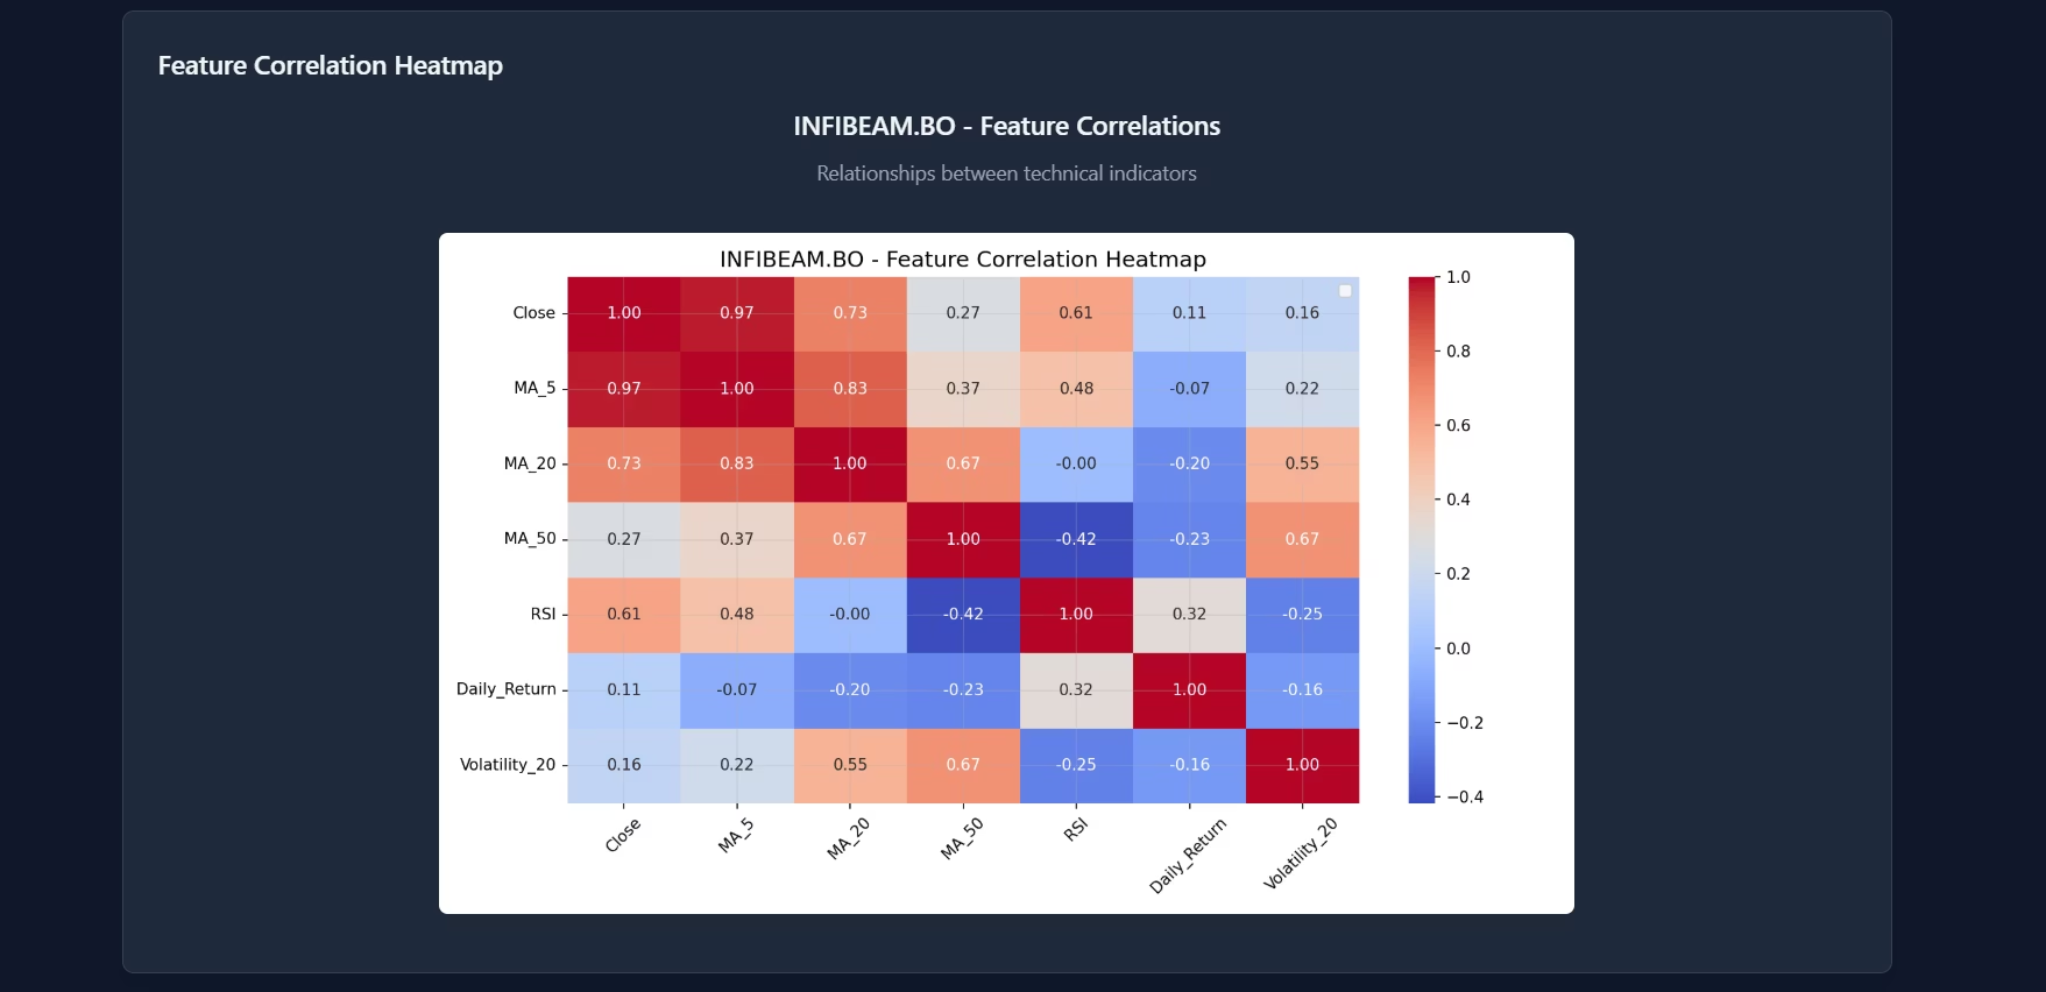 Feature Correlation Heatmap
INFIBEAM.BO - Feature Correlations
Relationships between technical indicators
INFIBEAM.BO - Feature Correlation Heatmap
Close 1.00 0.97 0.73 0.27 0.61 0.11 0.16
MA_5 0.97 1.00 0.83 0.37 0.48 -0.07 0.22
MA_20 0.73 0.83 1.00 0.67 -0.00 -0.20 0.55
MA_50 0.27 0.37 0.67 1.00 -0.42 -0.23 0.67
RSI 0.61 0.48 -0.00 -0.42 1.00 0.32 -0.25
Daily_Return 0.11 -0.07 -0.20 -0.23 0.32 1.00 -0.16
Volatility_20 0.16 0.22 0.55 0.67 -0.25 -0.16 1.00
Close MA_5 MA_20 MA_50 RSI Daily_Return Volatility_20
1.0
0.8
0.6
0.4
0.2
0.0
−0.2
−0.4